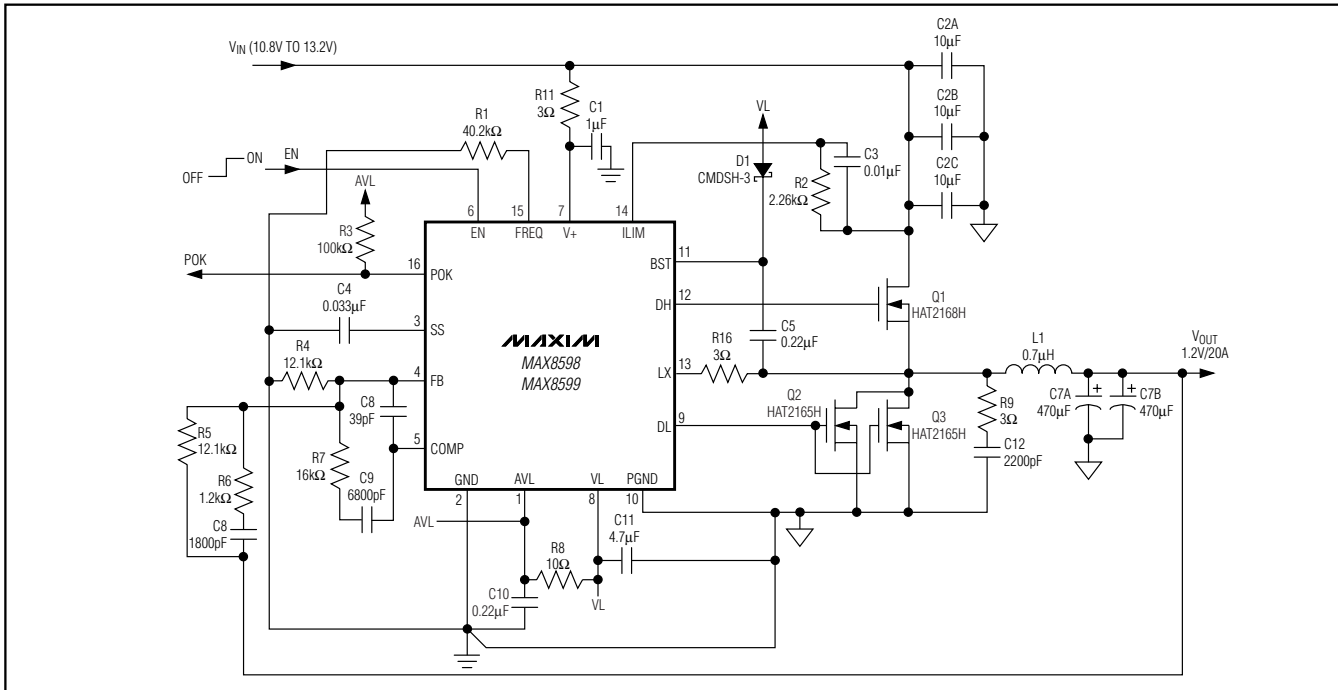 VIN (10.8V TO 13.2V)
C2A
10µF
R11
3Ω
C1
1µF
VL
C2B
10µF
R1
40.2kΩ
D1
CMDSH-3
C3
0.01µF
R2
2.26kΩ
C2C
10µF
OFF
ON
EN
AVL
R3
100kΩ
6
15
7
14
EN
FREQ
V+
ILIM
POK
16
POK
BST
11
C4
0.033µF
DH
12
Q1
HAT2168H
3
SS
MAXIM
MAX8598
MAX8599
C5
0.22µF
R4
12.1kΩ
4
FB
LX
13
R16
3Ω
L1
0.7µH
VOUT
1.2V/20A
C8
39pF
Q2
HAT2165H
Q3
HAT2165H
R9
3Ω
C7A
470µF
+
C7B
470µF
+
DL
9
R5
12.1kΩ
5
COMP
C12
2200pF
R7
16kΩ
R6
1.2kΩ
C9
6800pF
GND
AVL
VL
PGND
2
1
8
10
C8
1800pF
AVL
C11
4.7µF
R8
10Ω
C10
0.22µF
VL